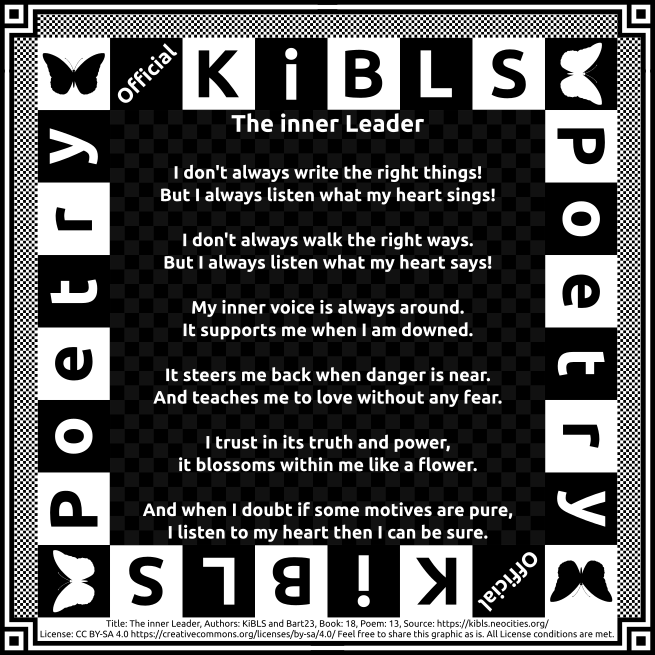 Official KiBLS
Poetry
Poetry
The inner Leader
I don't always write the right things!
But I always listen what my heart sings!
I don't always walk the right ways.
But I always listen what my heart says!
My inner voice is always around.
It supports me when I am downed.
It steers me back when danger is near.
And teaches me to love without any fear.
I trust in its truth and power,
it blossoms within me like a flower.
And when I doubt if some motives are pure,
I listen to my heart then I can be sure.
Official KiBLS
Title: The inner Leader, Authors: KiBLS and Bart23, Book: 18, Poem: 13, Source: https://kibls.neocities.org/
License: CC BY-SA 4.0 https://creativecommons.org/licenses/by-sa/4.0/ Feel free to share this graphic as is. All License conditions are met.